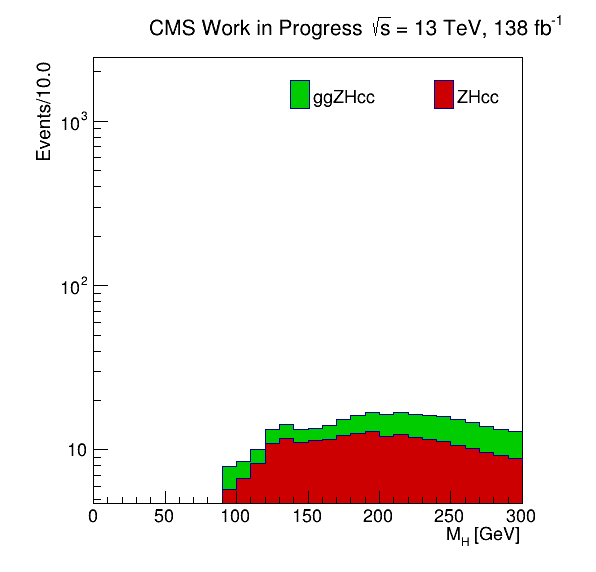 CMS Work in Progress √s = 13 TeV, 138 fb⁻¹
Events/10.0
ggZHcc ZHcc
10³
10²
10
0 50 100 150 200 250 300
M_H [GeV]